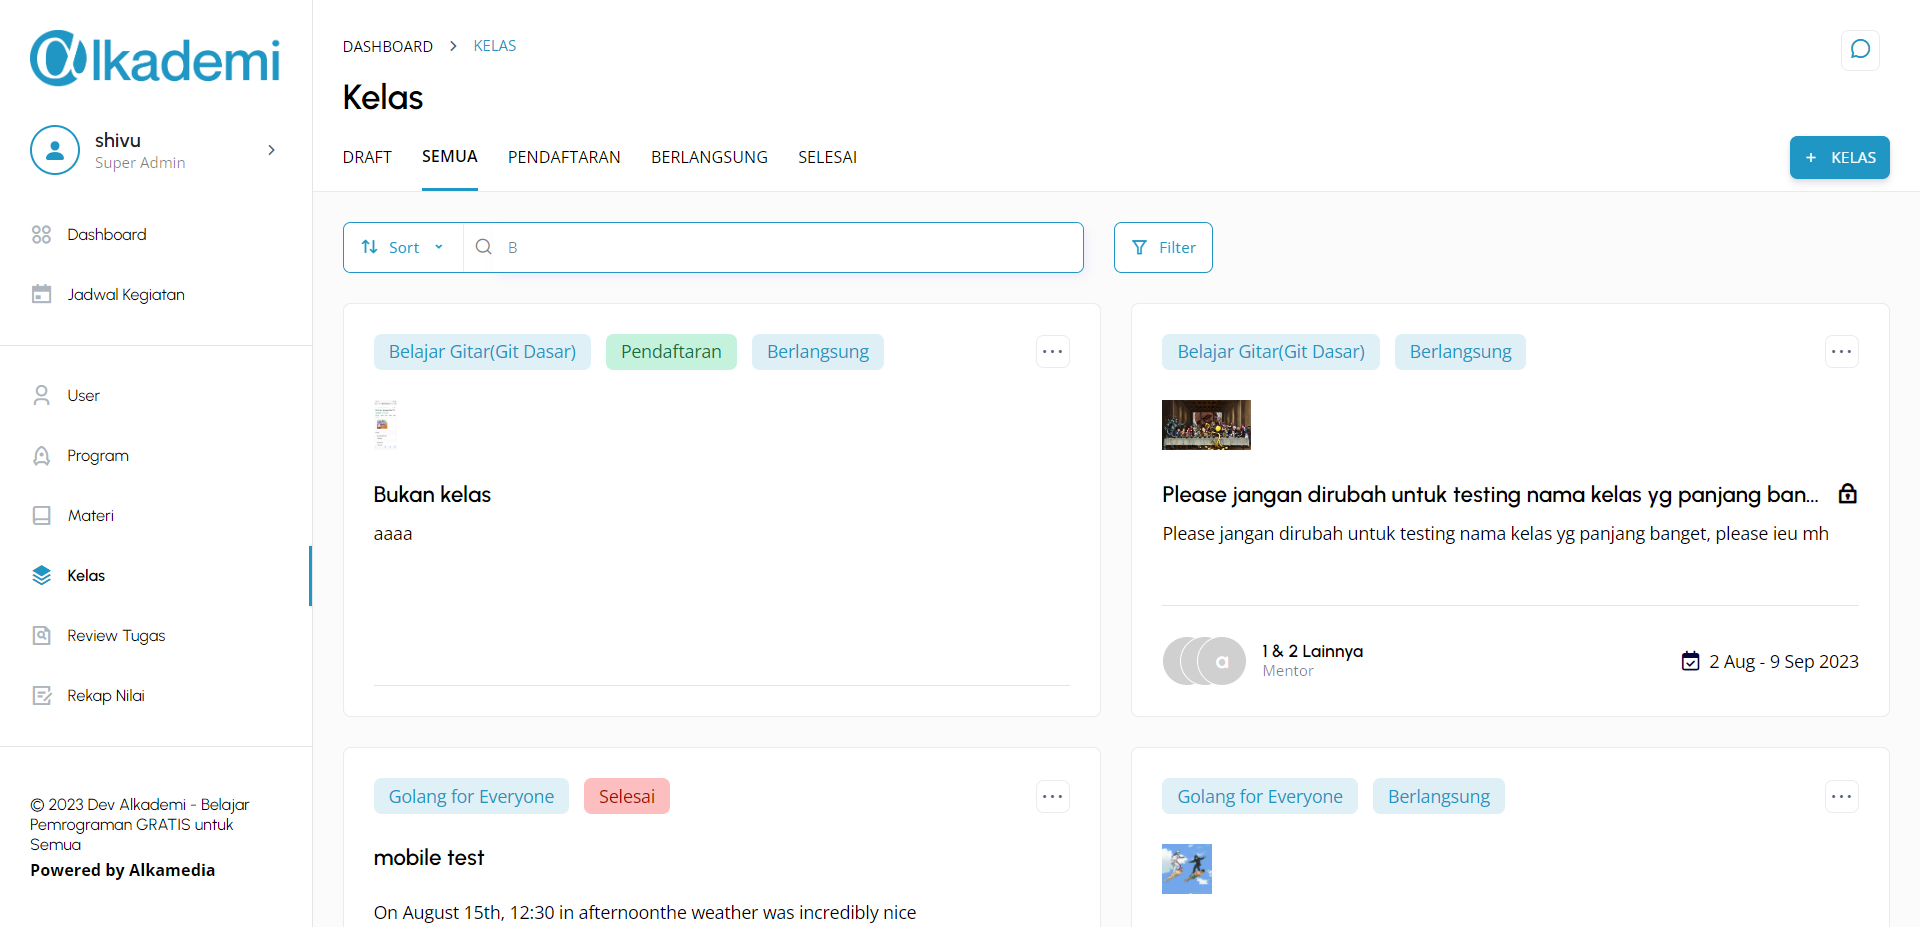 alkademi
shivu
Super Admin
Dashboard
Jadwal Kegiatan
User
Program
Materi
Kelas
Review Tugas
Rekap Nilai
© 2023 Dev Alkademi - Belajar
Pemrograman GRATIS untuk
Semua
Powered by Alkamedia
DASHBOARD > KELAS
Kelas
DRAFT SEMUA PENDAFTARAN BERLANGSUNG SELESAI
+ KELAS
Sort B
Filter
Belajar Gitar(Git Dasar) Pendaftaran Berlangsung
Bukan kelas
aaaa
Belajar Gitar(Git Dasar) Berlangsung
Please jangan dirubah untuk testing nama kelas yg panjang ban...
Please jangan dirubah untuk testing nama kelas yg panjang banget, please ieu mh
a
1 & 2 Lainnya
Mentor
2 Aug - 9 Sep 2023
Golang for Everyone Selesai
mobile test
On August 15th, 12:30 in afternoonthe weather was incredibly nice
Golang for Everyone Berlangsung